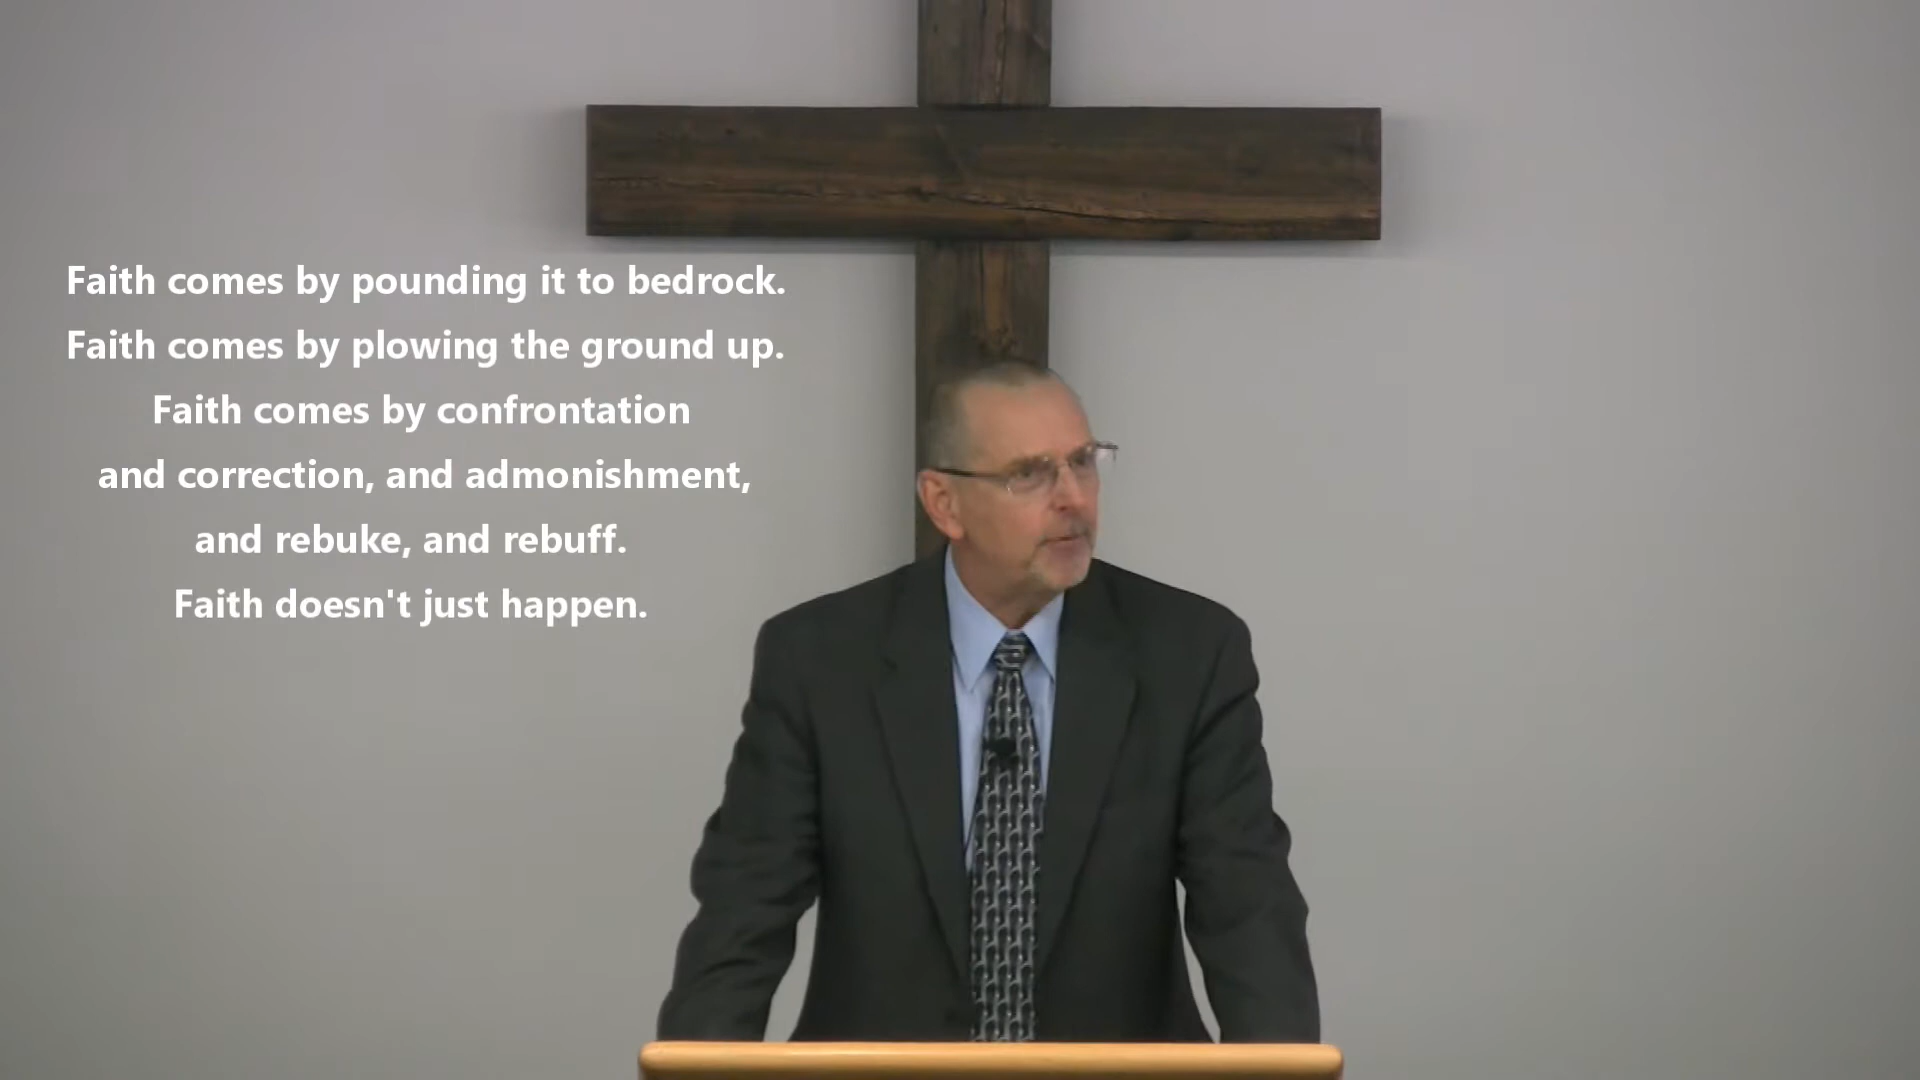 Faith comes by pounding it to bedrock.
Faith comes by plowing the ground up.
Faith comes by confrontation
and correction, and admonishment,
and rebuke, and rebuff.
Faith doesn't just happen.